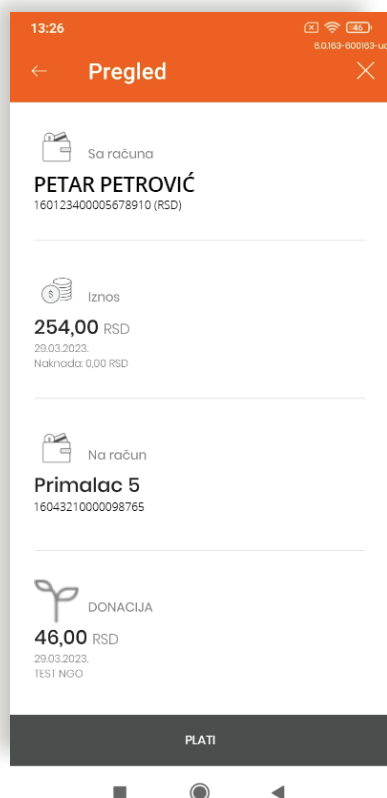 13:26
46
6.0.163-600163-ua
Pregled
Sa računa
PETAR PETROVIĆ
160123400005678910 (RSD)
Iznos
254,00 RSD
29.03.2023.
Naknada: 0,00 RSD
Na račun
Primalac 5
16043210000098765
DONACIJA
46,00 RSD
29.03.2023.
TEST NGO
PLATI